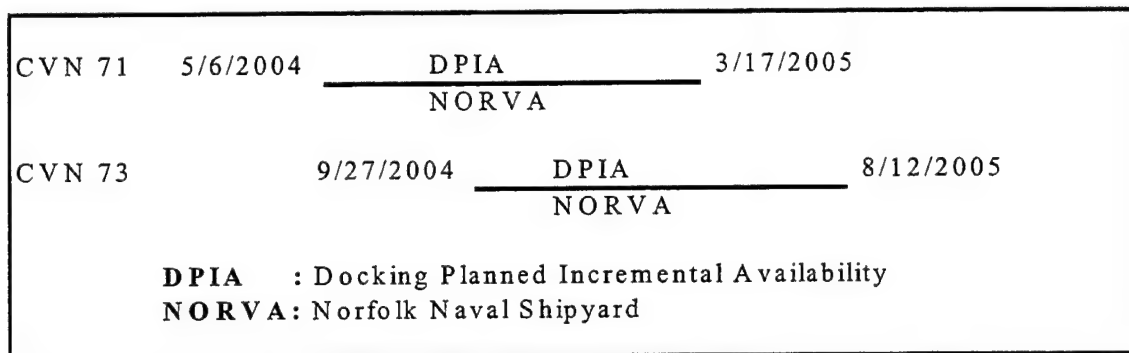 CVN 71 5/6/2004 DPIA 3/17/2005
NORVA
CVN 73 9/27/2004 DPIA 8/12/2005
NORVA
DPIA : Docking Planned Incremental Availability
NORVA: Norfolk Naval Shipyard